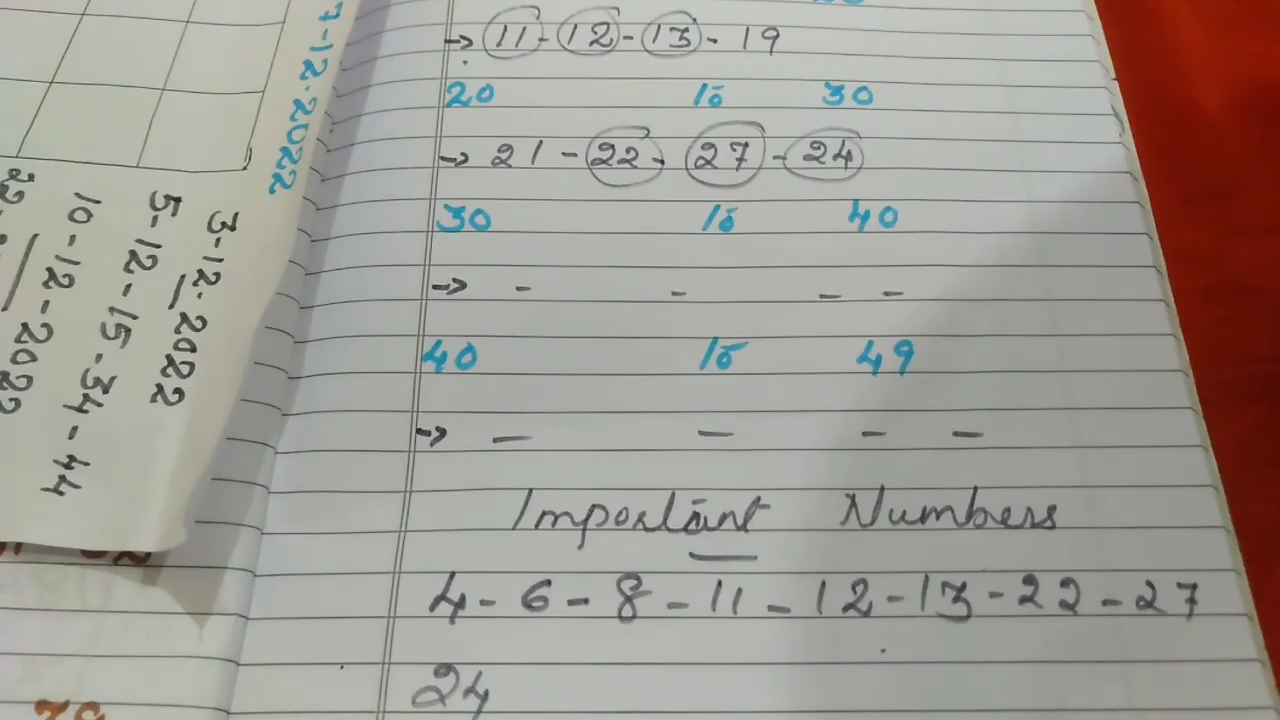 → 11-12-13-19
20 to 30
→ 21-22-27-24
30 to 40
→ - - - -
40 to 49
→ - - - -
Important Numbers
4-6-8-11-12-13-22-27
24
7-12-2022
3-12-2022
5-12-15-34-44
10-12-2022